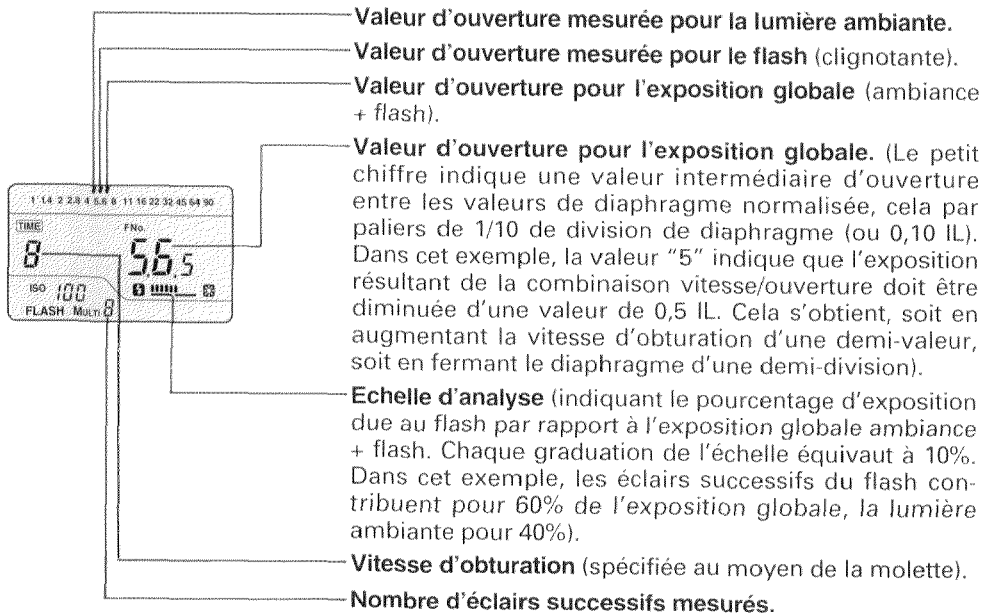 Valeur d'ouverture mesurée pour la lumière ambiante.
Valeur d'ouverture mesurée pour le flash (clignotante).
Valeur d'ouverture pour l'exposition globale (ambiance
+ flash).
Valeur d'ouverture pour l'exposition globale. (Le petit
chiffre indique une valeur intermédiaire d'ouverture
entre les valeurs de diaphragme normalisée, cela par
paliers de 1/10 de division de diaphragme (ou 0,10 IL).
Dans cet exemple, la valeur "5" indique que l'exposition
résultant de la combinaison vitesse/ouverture doit être
diminuée d'une valeur de 0,5 IL. Cela s'obtient, soit en
augmentant la vitesse d'obturation d'une demi-valeur,
soit en fermant le diaphragme d'une demi-division).
1 1.4 2 2.8 4 5.6 8 11 16 22 32 45 64 90
TIME
FNo.
8
5.6.5
ISO 100
FLASH MULTI 8
Echelle d'analyse (indiquant le pourcentage d'exposition
due au flash par rapport à l'exposition globale ambiance
+ flash. Chaque graduation de l'échelle équivaut à 10%.
Dans cet exemple, les éclairs successifs du flash con-
tribuent pour 60% de l'exposition globale, la lumière
ambiante pour 40%).
Vitesse d'obturation (spécifiée au moyen de la molette).
Nombre d'éclairs successifs mesurés.